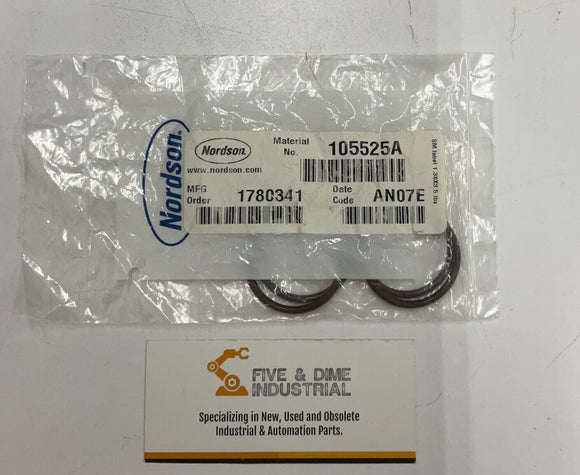 Nordson
Nordson
Material
No.
105525A
www.nordson.com
MFG
Order
1780341
Date
Code
AN07E
FIVE & DIME
INDUSTRIAL
Specializing in New, Used and Obsolete
Industrial & Automation Parts.